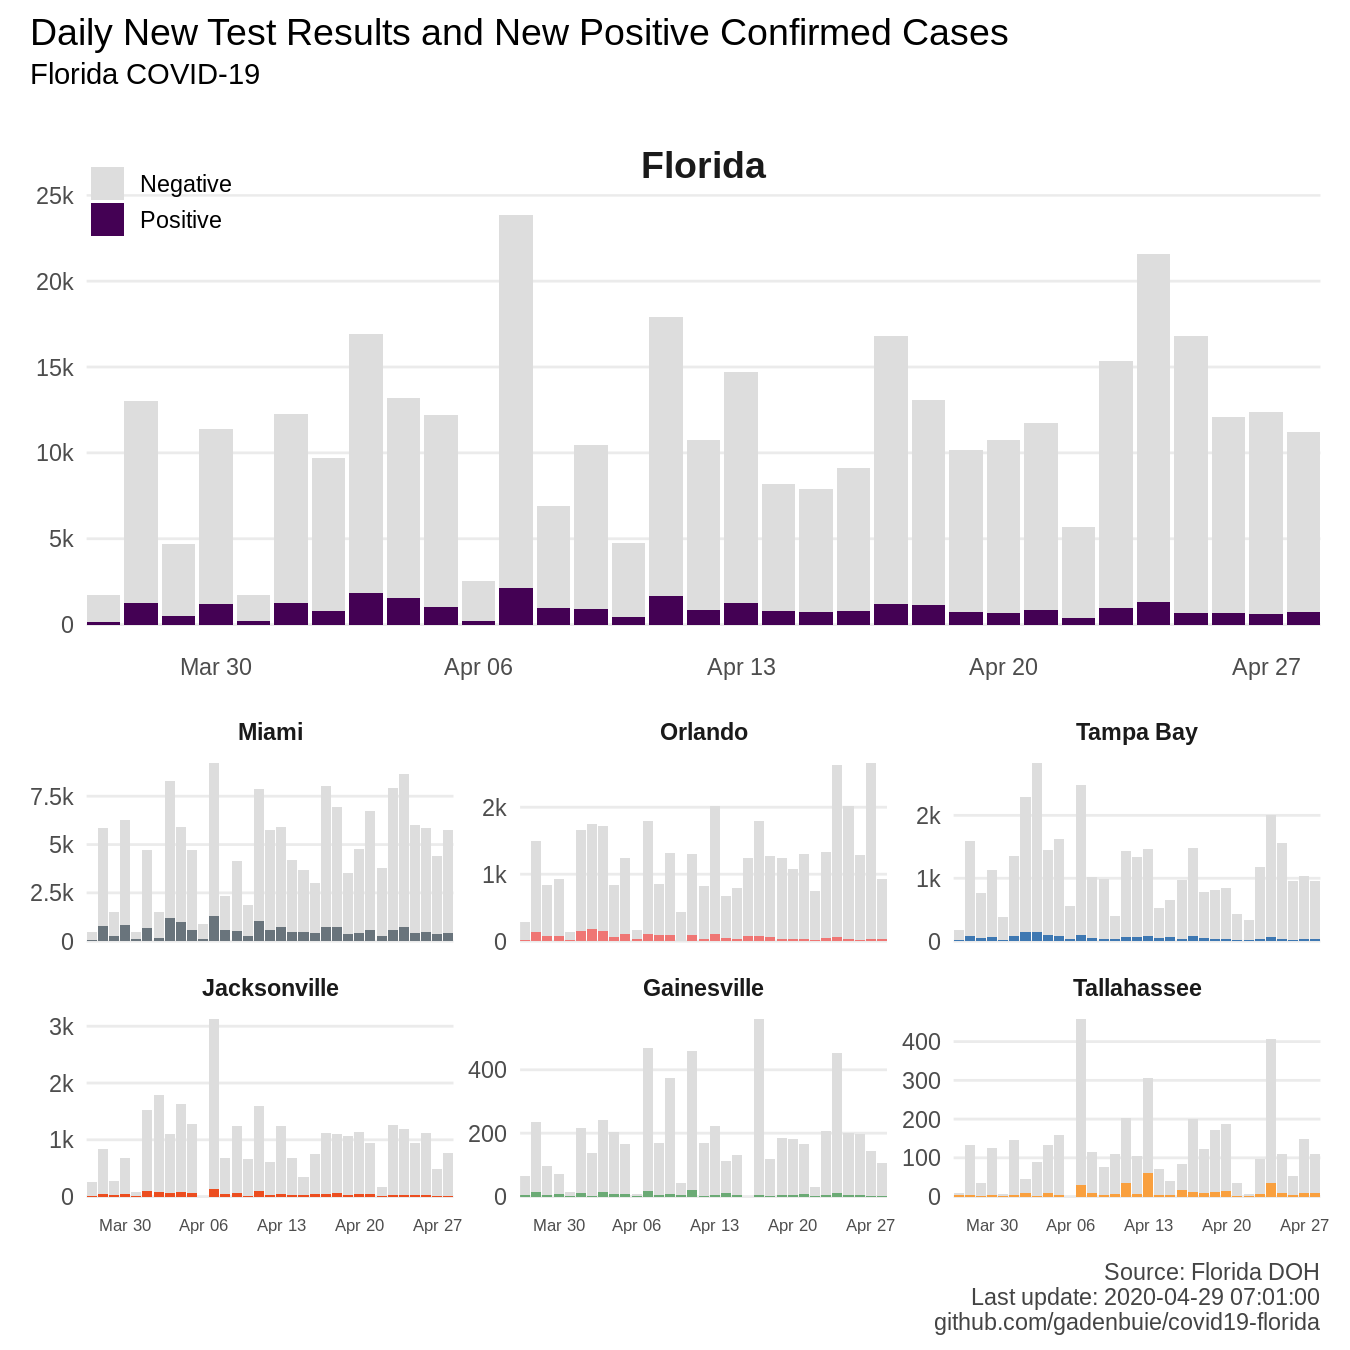 Daily New Test Results and New Positive Confirmed Cases
Florida COVID-19
Florida
Negative
Positive
25k
20k
15k
10k
5k
0
Mar 30 Apr 06 Apr 13 Apr 20 Apr 27
Miami Orlando Tampa Bay
7.5k
5k
2.5k
0
2k
1k
0
2k
1k
0
Jacksonville Gainesville Tallahassee
3k
2k
1k
0
400
200
0
400
300
200
100
0
Mar 30 Apr 06 Apr 13 Apr 20 Apr 27 Mar 30 Apr 06 Apr 13 Apr 20 Apr 27 Mar 30 Apr 06 Apr 13 Apr 20 Apr 27
Source: Florida DOH
Last update: 2020-04-29 07:01:00
github.com/gadenbuie/covid19-florida